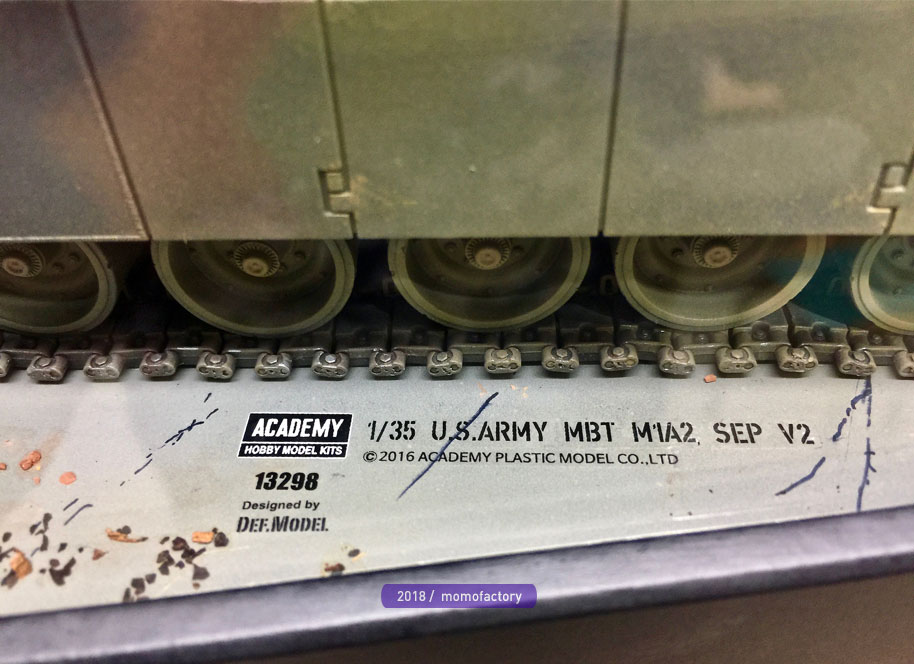 ACADEMY
HOBBY MODEL KITS
1/35 U.S.ARMY MBT M1A2, SEP V2
©2016 ACADEMY PLASTIC MODEL CO.,LTD
13298
Designed by
DEF.MODEL
2018 / momofactory